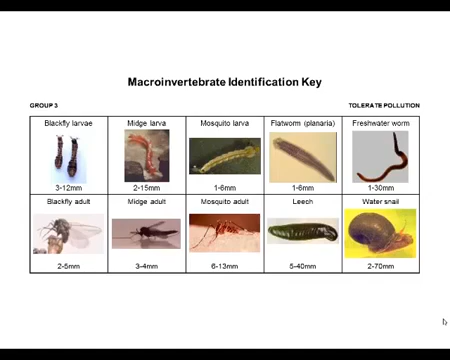 Macroinvertebrate Identification Key
GROUP 3 TOLERATE POLLUTION
Blackfly larvae Midge larva Mosquito larva Flatworm (planaria) Freshwater worm
3-12mm 2-15mm 1-6mm 1-6mm 1-30mm
Blackfly adult Midge adult Mosquito adult Leech Water snail
2-5mm 3-4mm 6-13mm 5-40mm 2-70mm